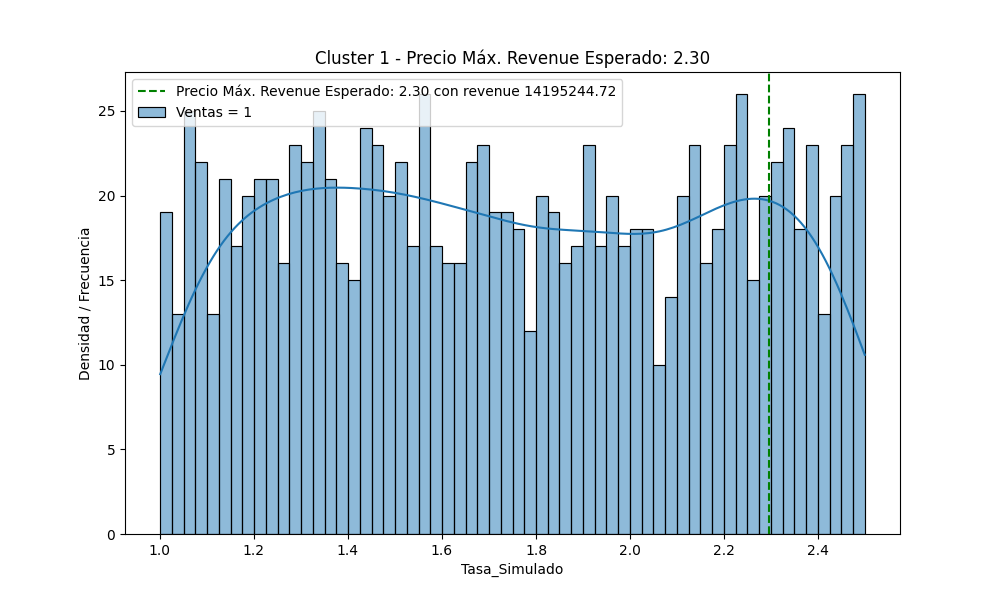 Cluster 1 - Precio Máx. Revenue Esperado: 2.30
Precio Máx. Revenue Esperado: 2.30 con revenue 14195244.72
Ventas = 1
25
20
15
10
5
0
Densidad / Frecuencia
1.0 1.2 1.4 1.6 1.8 2.0 2.2 2.4
Tasa_Simulado